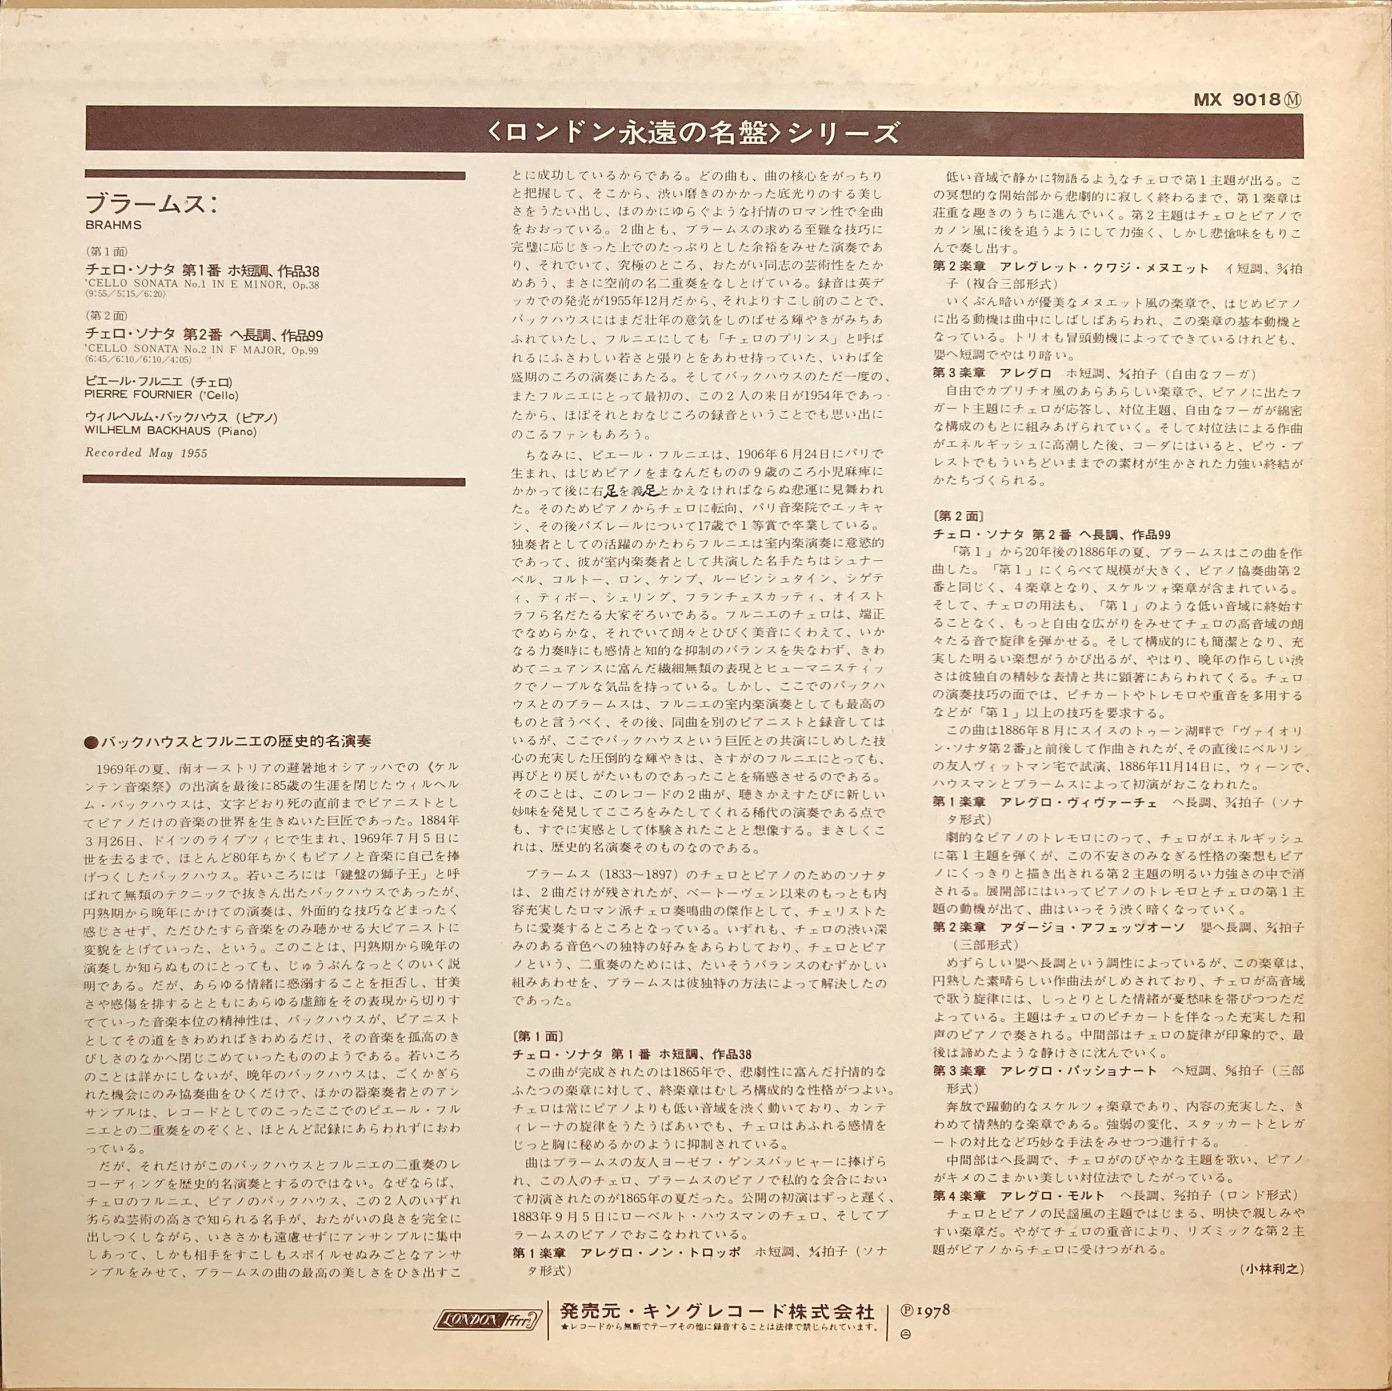 MX 9018Ⓜ
〈ロンドン永遠の名盤〉シリーズ
ブラームス:
BRAHMS
(第1面)
チェロ・ソナタ 第1番 ホ短調、作品38
'CELLO SONATA No.1 IN E MINOR, Op.38
(9:55/5:15/6:20)
(第2面)
チェロ・ソナタ 第2番 ヘ長調、作品99
'CELLO SONATA No.2 IN F MAJOR, Op.99
(6:45/6:10/6:10/4:05)
ピエール・フルニエ (チェロ)
PIERRE FOURNIER ('Cello)
ウィルヘルム・バックハウス (ピアノ)
WILHELM BACKHAUS (Piano)
Recorded May 1955
●バックハウスとフルニエの歴史的名演奏
1969年の夏、南オーストリアの避暑地オシアッハでの《ケル
ンテン音楽祭》の出演を最後に85歳の生涯を閉じたウィルヘル
ム・バックハウスは、文字どおり死の直前までピアニストとし
てピアノだけの音楽の世界を生きぬいた巨匠であった。1884年
3月26日、ドイツのライプツィヒで生まれ、1969年7月5日に
世を去るまで、ほとんど80年ちかくもピアノと音楽に自己を捧
げつくしたバックハウス。若いころには「鍵盤の獅子王」と呼
ばれて無類のテクニックで抜きん出たバックハウスであったが、
円熟期から晩年にかけての演奏は、外面的な技巧などまったく
感じさせず、ただひたすら音楽をのみ聴かせる大ピアニストに
変貌をとげていった、という。このことは、円熟期から晩年の
演奏しか知らぬものにとっても、じゅうぶんなっとくのいく説
明である。だが、あらゆる情緒に惑溺することを拒否し、甘美
さや感傷を排するとともにあらゆる虚飾をその表現から切りす
てていった音楽本位の精神性は、バックハウスが、ピアニスト
としてその道をきわめればきわめるだけ、その音楽を孤高のき
びしさのなかへ閉じこめていったもののようである。若いころ
のことは詳かにしないが、晩年のバックハウスは、ごくかぎら
れた機会にのみ協奏曲をひくだけで、ほかの器楽奏者とのアン
サンブルは、レコードとしてのこったここでのピエール・フル
ニエとの二重奏をのぞくと、ほとんど記録にあらわれずにおわ
っている。
だが、それだけがこのバックハウスとフルニエの二重奏のレ
コーディングを歴史的名演奏とするのではない。なぜならば、
チェロのフルニエ、ピアノのバックハウス、この2人のいずれ
劣らぬ芸術の高さで知られる名手が、おたがいの良さを完全に
出しつくしながら、いささかも遠慮せずにアンサンブルに集中
しあって、しかも相手をすこしもスポイルせぬみごとなアンサ
ンブルをみせて、ブラームスの曲の最高の美しさをひき出すこ
とに成功しているからである。どの曲も、曲の核心をがっちり
と把握して、そこから、渋い磨きのかかった底光りのする美し
さをうたい出し、ほのかにゆらぐような抒情のロマン性で全曲
をおおっている。2曲とも、ブラームスの求める至難な技巧に
完璧に応じきった上でのたっぷりとした余裕をみせた演奏であ
り、それでいて、究極のところ、おたがい同志の芸術性をたか
めあう、まさに空前の名二重奏をなしとげている。録音は英デ
ッカでの発売が1955年12月だから、それよりすこし前のことで、
バックハウスにはまだ壮年の意気をしのばせる輝やきがみちあ
ふれていたし、フルニエにしても「チェロのプリンス」と呼ば
れるにふさわしい若さと張りとをあわせ持っていた、いわば全
盛期のころの演奏にあたる。そしてバックハウスのただ一度の、
またフルニエにとって最初の、この2人の来日が1954年であっ
たから、ほぼそれとおなじころの録音ということでも思い出に
のこるファンもあろう。
ちなみに、ピエール・フルニエは、1906年6月24日にパリで
生まれ、はじめピアノをまなんだものの9歳のころ小児麻痺に
かかって後に右足を義足とかえなければならぬ悲運に見舞われ
た。そのためピアノからチェロに転向、パリ音楽院でエッキャ
ン、その後バズレールについて17歳で1等賞で卒業している。
独奏者としての活躍のかたわらフルニエは室内楽演奏に意慾的
であって、彼が室内楽奏者として共演した名手たちはシュナー
ベル、コルトー、ロン、ケンプ、ルービンシュタイン、シゲテ
ィ、ティボー、シェリング、フランチェスカッティ、オイスト
ラフら名だたる大家ぞろいである。フルニエのチェロは、端正
でなめらかな、それでいて朗々とひびく美音にくわえて、いか
なる力奏時にも感情と知的な抑制のバランスを失なわず、きわ
めてニュアンスに富んだ繊細無類の表現とヒューマニスティッ
クでノーブルな気品を持っている。しかし、ここでのバックハ
ウスとのブラームスは、フルニエの室内楽演奏としても最高の
ものと言うべく、その後、同曲を別のピアニストと録音しては
いるが、ここでバックハウスという巨匠との共演にしめした技
心の充実した圧倒的な輝やきは、さすがのフルニエにとっても、
再びとり戻しがたいものであったことを痛感させるのである。
そのことは、このレコードの2曲が、聴きかえすたびに新しい
妙味を発見してこころをみたしてくれる稀代の演奏である点で
も、すでに実感として体験されたことと想像する。まさしくこ
れは、歴史的名演奏そのものなのである。
ブラームス (1833〜1897) のチェロとピアノのためのソナタ
は、2曲だけが残されたが、ベートーヴェン以来のもっとも内
容充実したロマン派チェロ奏鳴曲の傑作として、チェリストた
ちに愛奏するところとなっている。いずれも、チェロの渋い深
みのある音色への独特の好みをあらわしており、チェロとピア
ノという、二重奏のためには、たいそうバランスのむずかしい
組みあわせを、ブラームスは彼独特の方法によって解決したの
であった。
〔第1面〕
チェロ・ソナタ 第1番 ホ短調、作品38
この曲が完成されたのは1865年で、悲劇性に富んだ抒情的な
ふたつの楽章に対して、終楽章はむしろ構成的な性格がつよい。
チェロは常にピアノよりも低い音域を渋く動いており、カンテ
ィレーナの旋律をうたうばあいでも、チェロはあふれる感情を
じっと胸に秘めるかのように抑制されている。
曲はブラームスの友人ヨーゼフ・ゲンスバッヒャーに捧げら
れ、この人のチェロ、ブラームスのピアノで私的な会合におい
て初演されたのが1865年の夏だった。公開の初演はずっと遅く、
1883年9月5日にローベルト・ハウスマンのチェロ、そしてブ
ラームスのピアノでおこなわれている。
第1楽章 アレグロ・ノン・トロッポ ホ短調、¾拍子 (ソナ
タ形式)
低い音域で静かに物語るようなチェロで第1主題が出る。こ
の冥想的な開始部から悲劇的に寂しく終わるまで、第1楽章は
荘重な趣きのうちに進んでいく。第2主題はチェロとピアノで
カノン風に後を追うようにして力強く、しかし悲愴味をもりこ
んで奏し出す。
第2楽章 アレグレット・クワジ・メヌエット イ短調、¾拍
子 (複合三部形式)
いくぶん暗いが優美なメヌエット風の楽章で、はじめピアノ
に出る動機は曲中にしばしばあらわれ、この楽章の基本動機と
なっている。トリオも冒頭動機によってできているけれども、
嬰ヘ短調でやはり暗い。
第3楽章 アレグロ ホ短調、拍子 (自由なフーガ)
自由でカプリチオ風のあらあらしい楽章で、ピアノに出たフ
ガート主題にチェロが応答し、対位主題、自由なフーガが綿密
な構成のもとに組みあげられていく。そして対位法による作曲
がエネルギッシュに高潮した後、コーダにはいると、ピウ・プ
レストでもういちどいままでの素材が生かされた力強い終結が
かたちづくられる。
〔第2面〕
チェロ・ソナタ 第2番 ヘ長調、作品99
「第1」から20年後の1886年の夏、ブラームスはこの曲を作
曲した。「第1」にくらべて規模が大きく、ピアノ協奏曲第2
番と同じく、4楽章となり、スケルツォ楽章が含まれている。
そして、チェロの用法も、「第1」のような低い音域に終始す
ることなく、もっと自由な広がりをみせてチェロの高音域の朗
々たる音で旋律を弾かせる。そして構成的にも簡潔となり、充
実した明るい楽想がうかび出るが、やはり、晩年の作らしい渋
さは彼独自の精妙な表情と共に顕著にあらわれてくる。チェロ
の演奏技巧の面では、ピチカートやトレモロや重音を多用する
などが「第1」以上の技巧を要求する。
この曲は1886年8月にスイスのトゥーン湖畔で「ヴァイオリ
ン・ソナタ第2番」と前後して作曲されたが、その直後にベルリン
の友人ヴィットマン宅で試演、1886年11月14日に、ウィーンで、
ハウスマンとブラームスによって初演がおこなわれた。
第1楽章 アレグロ・ヴィヴァーチェ ヘ長調、¾拍子 (ソナ
タ形式)
劇的なピアノのトレモロにのって、チェロがエネルギッシュ
に第1主題を弾くが、この不安さのみなぎる性格の楽想もピア
ノにくっきりと描き出される第2主題の明るい力強さの中で消
される。展開部にはいってピアノのトレモロとチェロの第1主
題の動機が出て、曲はいっそう渋く暗くなっていく。
第2楽章 アダージョ・アフェッツオーソ 嬰ヘ長調、拍子
(三部形式)
めずらしい嬰ヘ長調という調性によっているが、この楽章は、
円熟した素晴らしい作曲法がしめされており、チェロが高音域
で歌う旋律には、しっとりとした情緒が憂愁味を帯びつつただ
よっている。主題はチェロのピチカートを伴なった充実した和
声のピアノで奏される。中間部はチェロの旋律が印象的で、最
後は諦めたような静けさに沈んでいく。
第3楽章 アレグロ・パッショナート ヘ短調、拍子 (三部
形式)
奔放で躍動的なスケルツォ楽章であり、内容の充実した、き
わめて情熱的な楽章である。強弱の変化、スタッカートとレガ
ートの対比など巧妙な手法をみせつつ進行する。
中間部はヘ長調で、チェロがのびやかな主題を歌い、ピアノ
がキメのこまかい美しい対位法でしたがっている。
第4楽章 アレグロ・モルト ヘ長調、拍子 (ロンド形式)
チェロとピアノの民謡風の主題ではじまる、明快で親しみや
すい楽章だ。やがてチェロの重音により、リズミックな第2主
題がピアノからチェロに受けつがれる。
(小林利之)
LONDON ffrr
発売元・キングレコード株式会社
★レコードから無断でテープその他に録音することは法律で禁じられています。
Ⓟ1978
㊁